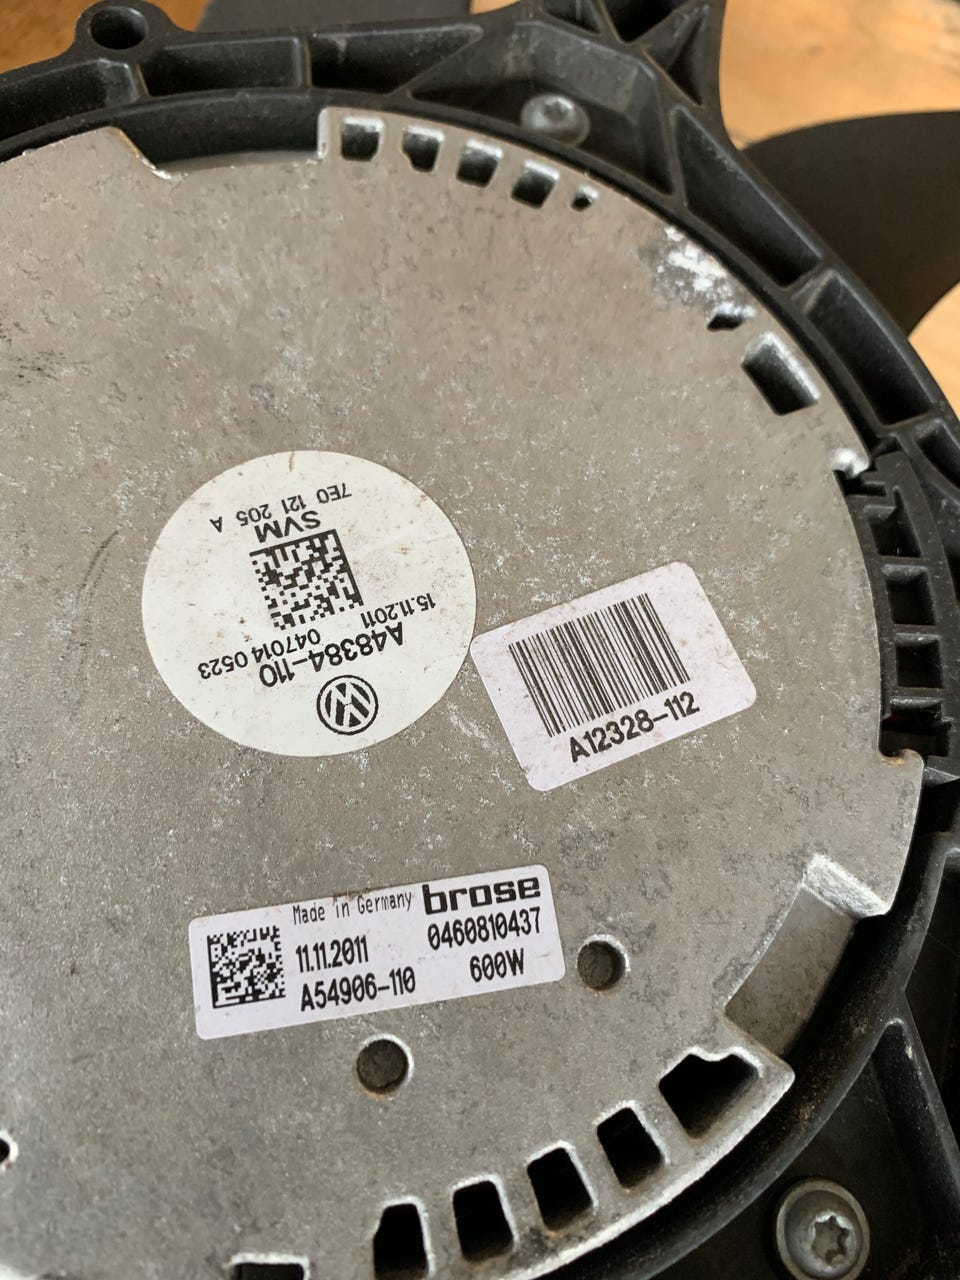 7E0 121 205 A
SVM
15.11.2011
047014 0523
A48384-110
A12328-112
Made in Germany brose
11.11.2011 0460810437
A54906-110 600W